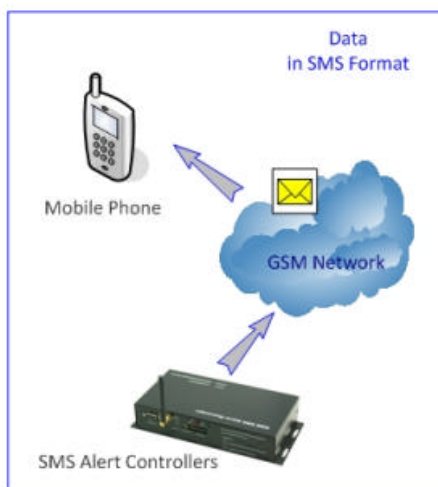 Data
in SMS Format
Mobile Phone
GSM Network
SMS Alert Controllers